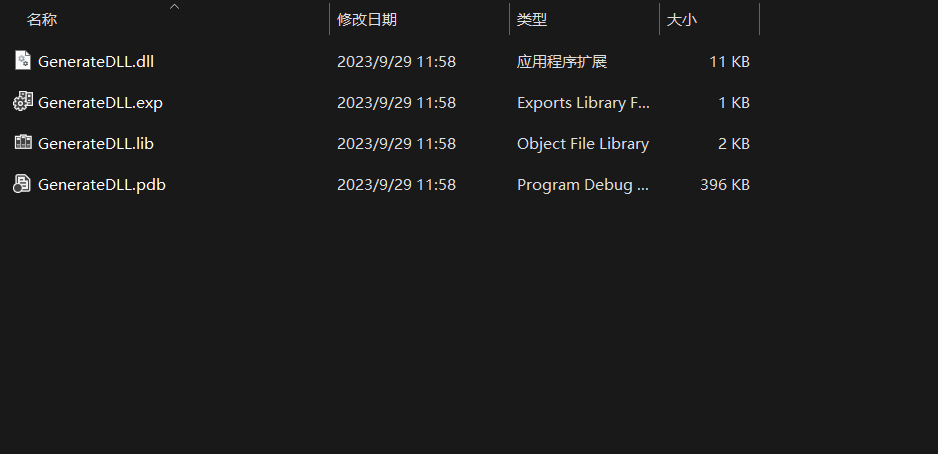 名称 修改日期 类型 大小
GenerateDLL.dll 2023/9/29 11:58 应用程序扩展 11 KB
GenerateDLL.exp 2023/9/29 11:58 Exports Library F... 1 KB
GenerateDLL.lib 2023/9/29 11:58 Object File Library 2 KB
GenerateDLL.pdb 2023/9/29 11:58 Program Debug ... 396 KB